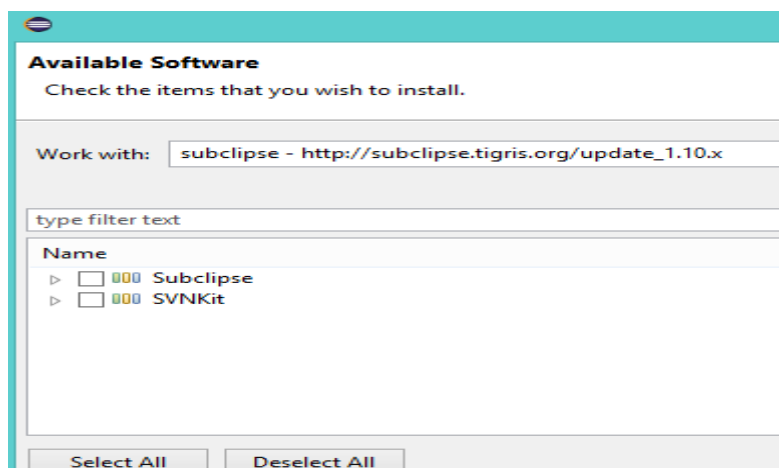 Available Software
Check the items that you wish to install.
Work with: subclipse - http://subclipse.tigris.org/update_1.10.x
type filter text
Name
Subclipse
SVNKit
Select All Deselect All